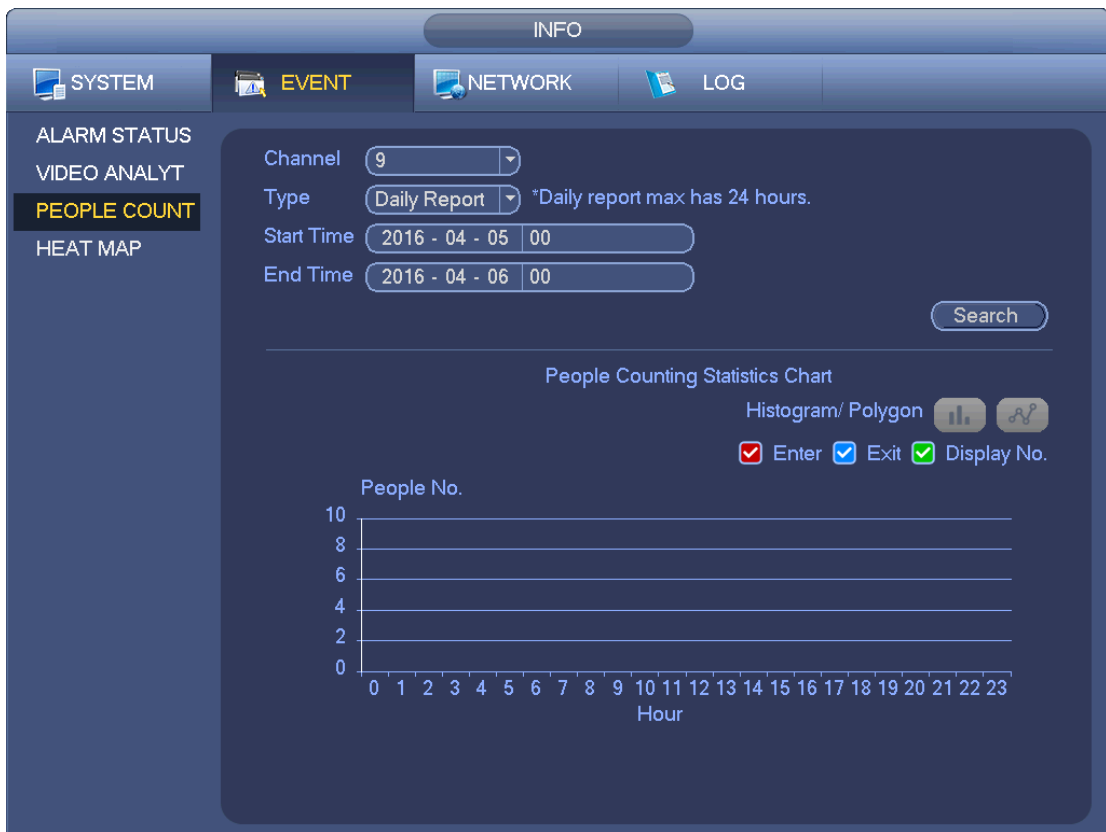 INFO
SYSTEM EVENT NETWORK LOG
ALARM STATUS
VIDEO ANALYT
PEOPLE COUNT
HEAT MAP
Channel 9
Type Daily Report *Daily report max has 24 hours.
Start Time 2016 - 04 - 05 00
End Time 2016 - 04 - 06 00
Search
People Counting Statistics Chart
Histogram/ Polygon
Enter Exit Display No.
People No.
10
8
6
4
2
0
0 1 2 3 4 5 6 7 8 9 10 11 12 13 14 15 16 17 18 19 20 21 22 23
Hour